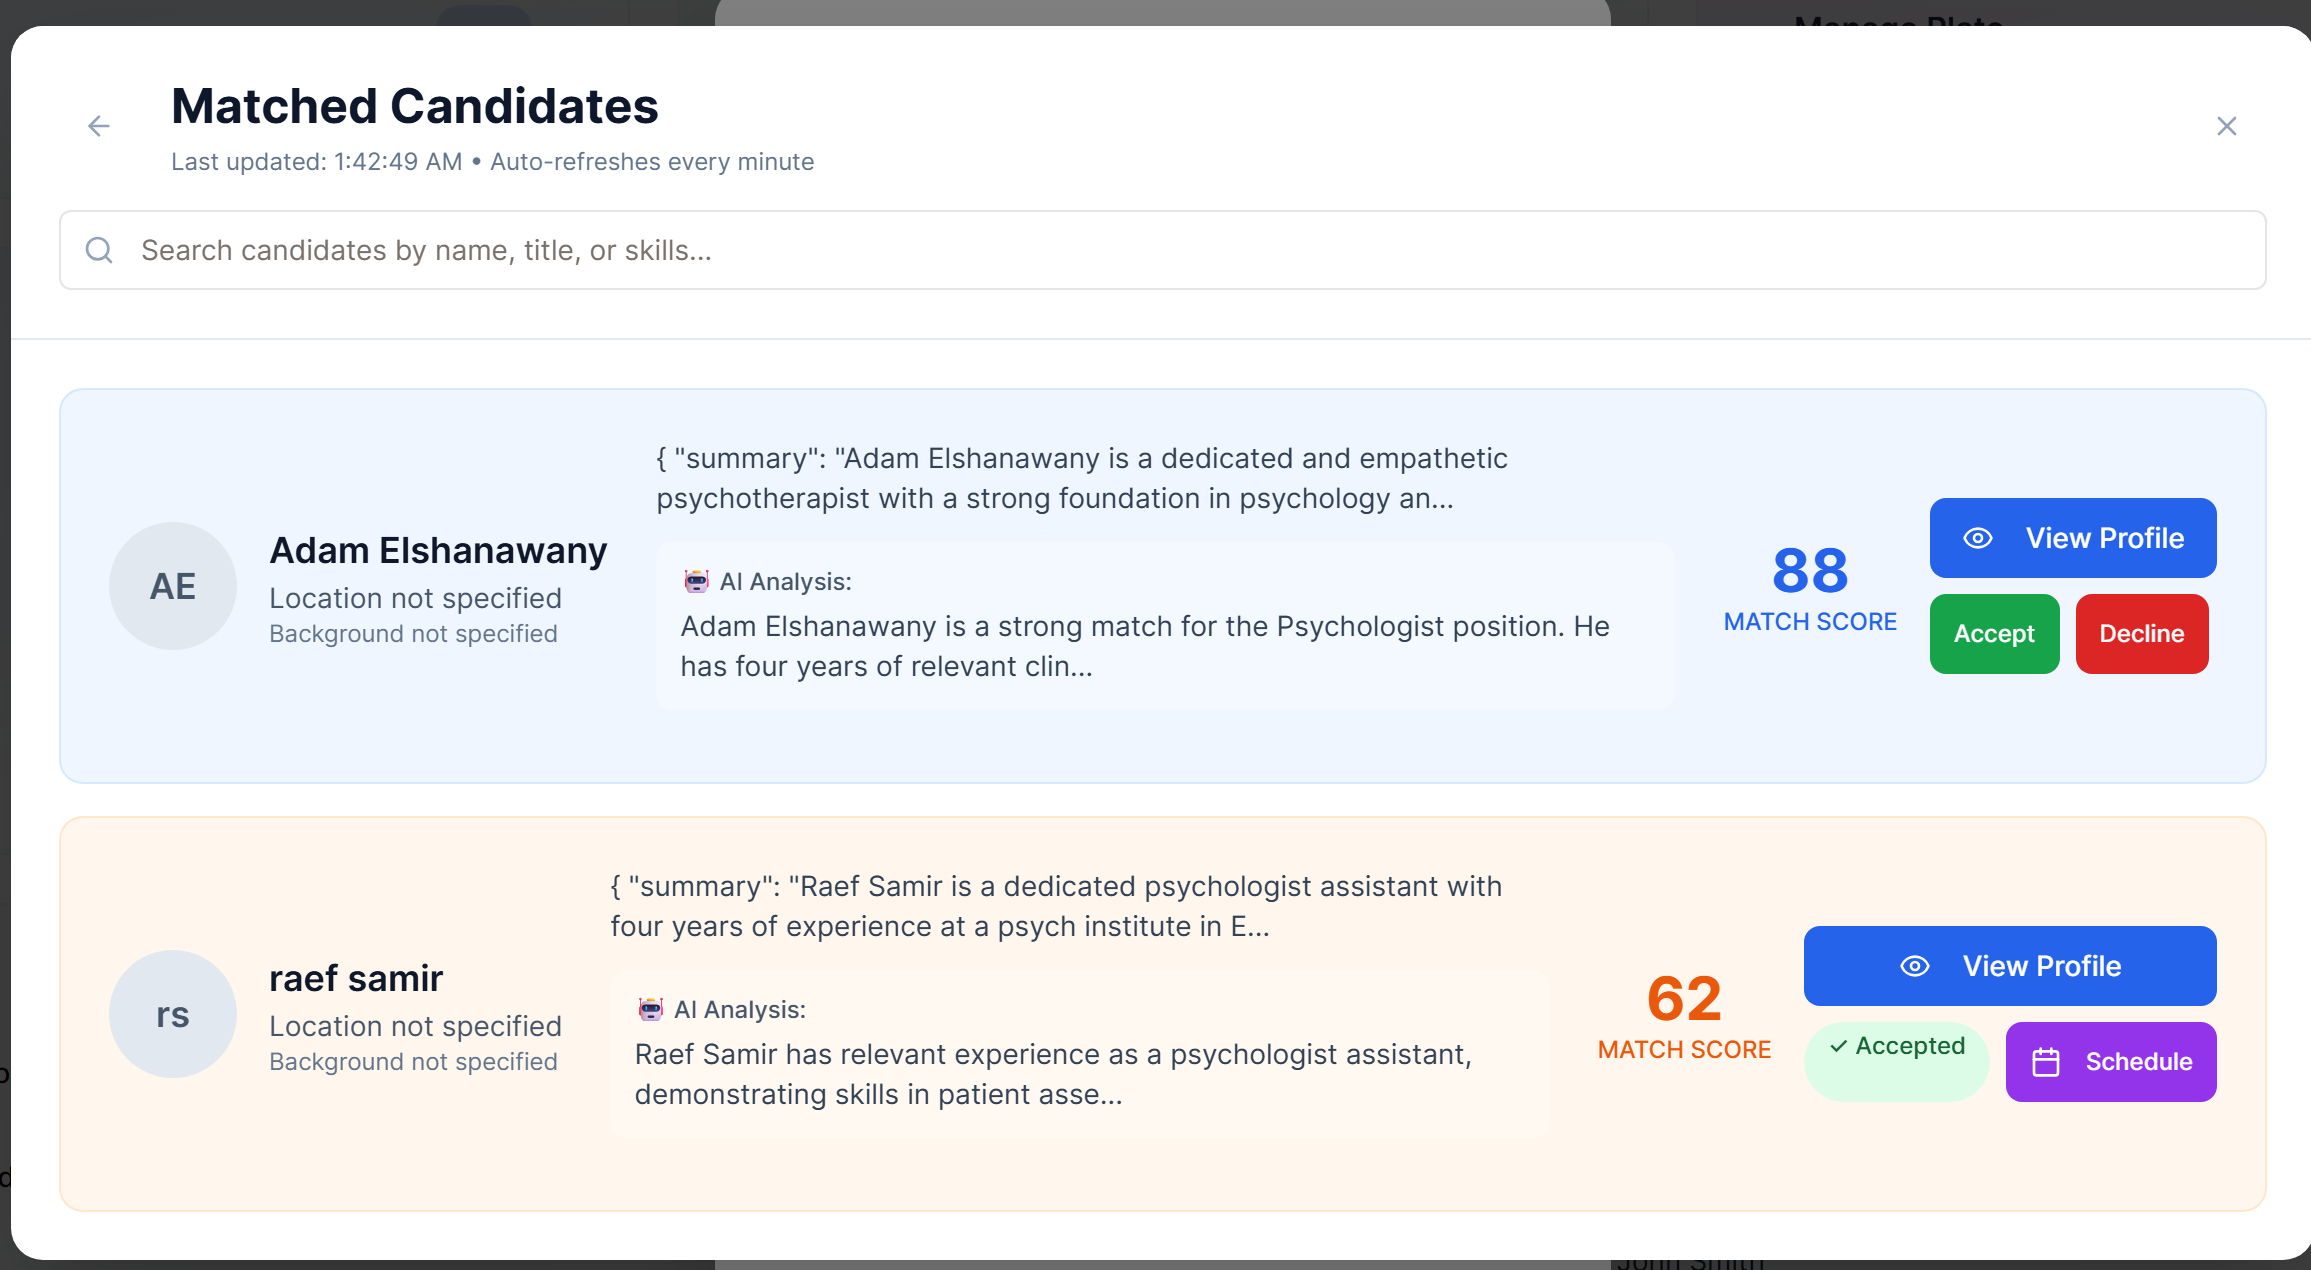 Matched Candidates
Last updated: 1:42:49 AM • Auto-refreshes every minute
Search candidates by name, title, or skills...
{ "summary": "Adam Elshanawany is a dedicated and empathetic
psychotherapist with a strong foundation in psychology an...
AE
Adam Elshanawany
Location not specified
Background not specified
🤖 AI Analysis:
Adam Elshanawany is a strong match for the Psychologist position. He
has four years of relevant clin...
88
MATCH SCORE
View Profile
Accept
Decline
{ "summary": "Raef Samir is a dedicated psychologist assistant with
four years of experience at a psych institute in E...
rs
raef samir
Location not specified
Background not specified
🤖 AI Analysis:
Raef Samir has relevant experience as a psychologist assistant,
demonstrating skills in patient asse...
62
MATCH SCORE
View Profile
✓ Accepted
Schedule
John Smith